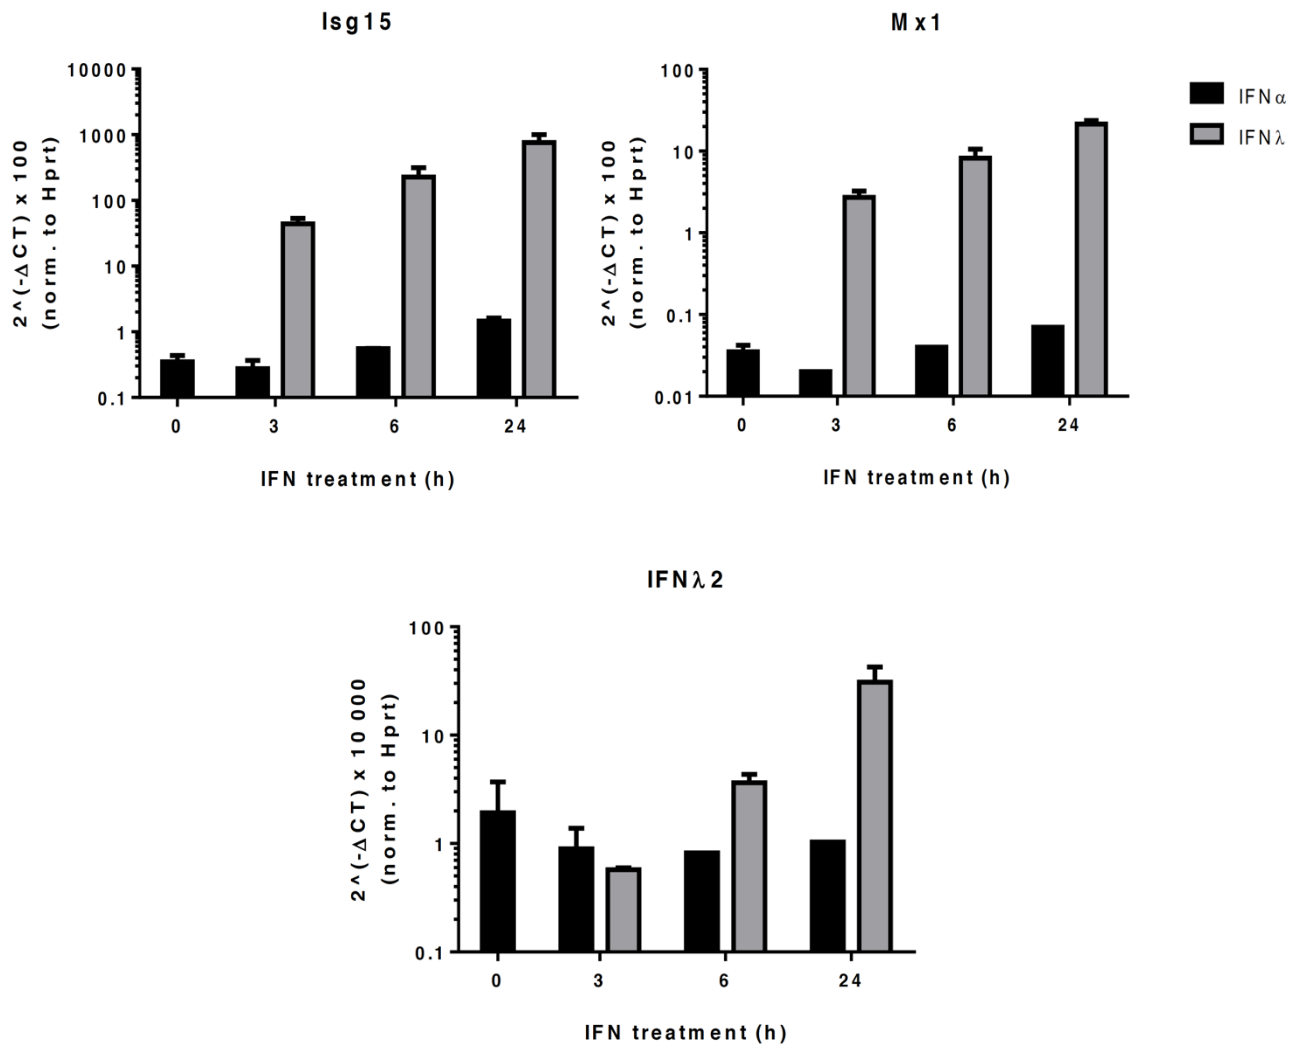 Isg15
10000
1000
100
10
1
0.1
2^(-ΔCT) x 100
(norm. to Hprt)
0 3 6 24
IFN treatment (h)
Mx1
100
10
1
0.1
0.01
2^(-ΔCT) x 100
(norm. to Hprt)
0 3 6 24
IFN treatment (h)
IFNα
IFNλ
IFNλ2
100
10
1
0.1
2^(-ΔCT) x 10 000
(norm. to Hprt)
0 3 6 24
IFN treatment (h)